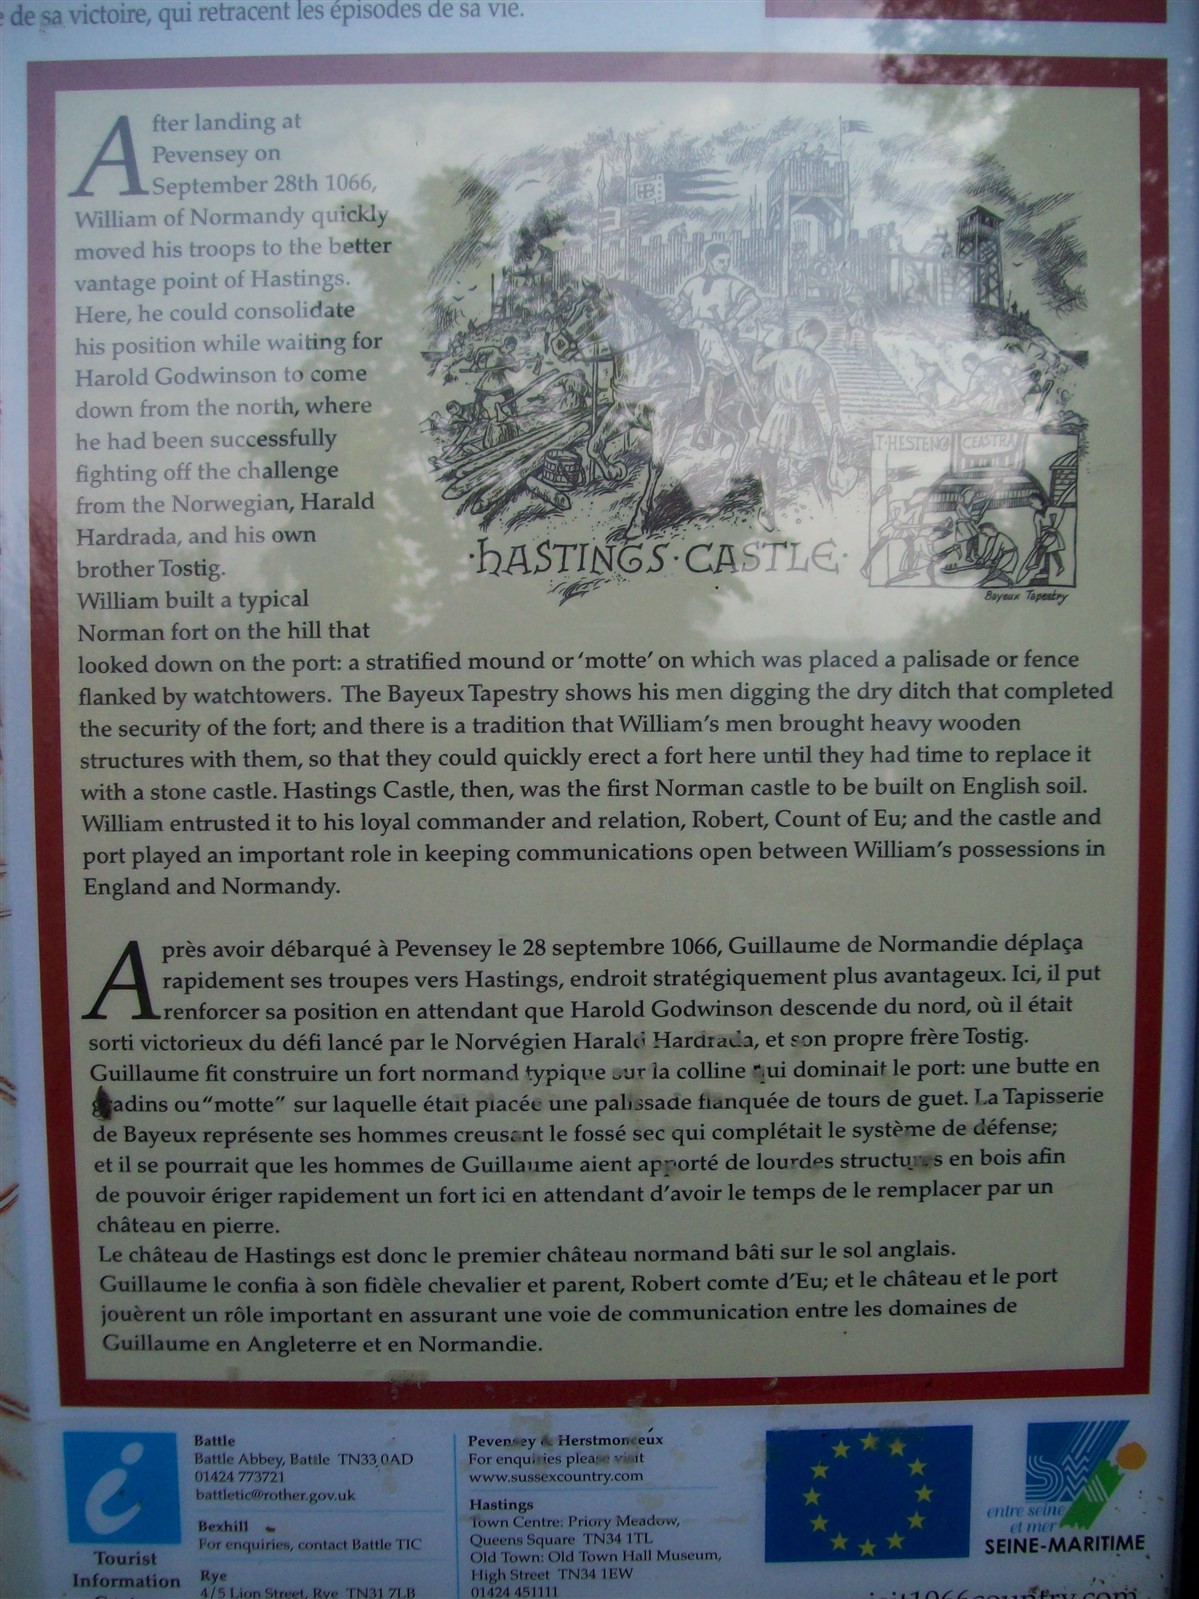 de sa victoire, qui retracent les épisodes de sa vie.
After landing at
Pevensey on
September 28th 1066,
William of Normandy quickly
moved his troops to the better
vantage point of Hastings.
Here, he could consolidate
his position while waiting for
Harold Godwinson to come
down from the north, where
he had been successfully
fighting off the challenge
from the Norwegian, Harald
Hardrada, and his own
brother Tostig.
William built a typical
Norman fort on the hill that
looked down on the port: a stratified mound or 'motte' on which was placed a palisade or fence
flanked by watchtowers. The Bayeux Tapestry shows his men digging the dry ditch that completed
the security of the fort; and there is a tradition that William's men brought heavy wooden
structures with them, so that they could quickly erect a fort here until they had time to replace it
with a stone castle. Hastings Castle, then, was the first Norman castle to be built on English soil.
William entrusted it to his loyal commander and relation, Robert, Count of Eu; and the castle and
port played an important role in keeping communications open between William's possessions in
England and Normandy.
T·HESTENG CEASTRA
·HASTINGS·CASTLE·
Bayeux Tapestry
Après avoir débarqué à Pevensey le 28 septembre 1066, Guillaume de Normandie déplaça
rapidement ses troupes vers Hastings, endroit stratégiquement plus avantageux. Ici, il put
renforcer sa position en attendant que Harold Godwinson descende du nord, où il était
sorti victorieux du défi lancé par le Norvégien Harald Hardrada, et son propre frère Tostig.
Guillaume fit construire un fort normand typique sur la colline qui dominait le port: une butte en
gradins ou "motte" sur laquelle était placée une palissade flanquée de tours de guet. La Tapisserie
de Bayeux représente ses hommes creusant le fossé sec qui complétait le système de défense;
et il se pourrait que les hommes de Guillaume aient apporté de lourdes structures en bois afin
de pouvoir ériger rapidement un fort ici en attendant d'avoir le temps de le remplacer par un
château en pierre.
Le château de Hastings est donc le premier château normand bâti sur le sol anglais.
Guillaume le confia à son fidèle chevalier et parent, Robert comte d'Eu; et le château et le port
jouèrent un rôle important en assurant une voie de communication entre les domaines de
Guillaume en Angleterre et en Normandie.
i
Tourist
Information
Battle
Battle Abbey, Battle TN33 0AD
01424 773721
battletic@rother.gov.uk
Bexhill
For enquiries, contact Battle TIC
Rye
4/5 Lion Street, Rye TN31 7LB
Pevensey & Herstmonceux
For enquiries please visit
www.sussexcountry.com
Hastings
Town Centre: Priory Meadow,
Queens Square TN34 1TL
Old Town: Old Town Hall Museum,
High Street TN34 1EW
01424 451111
SM
entre seine
et mer
SEINE-MARITIME
visit1066country.com